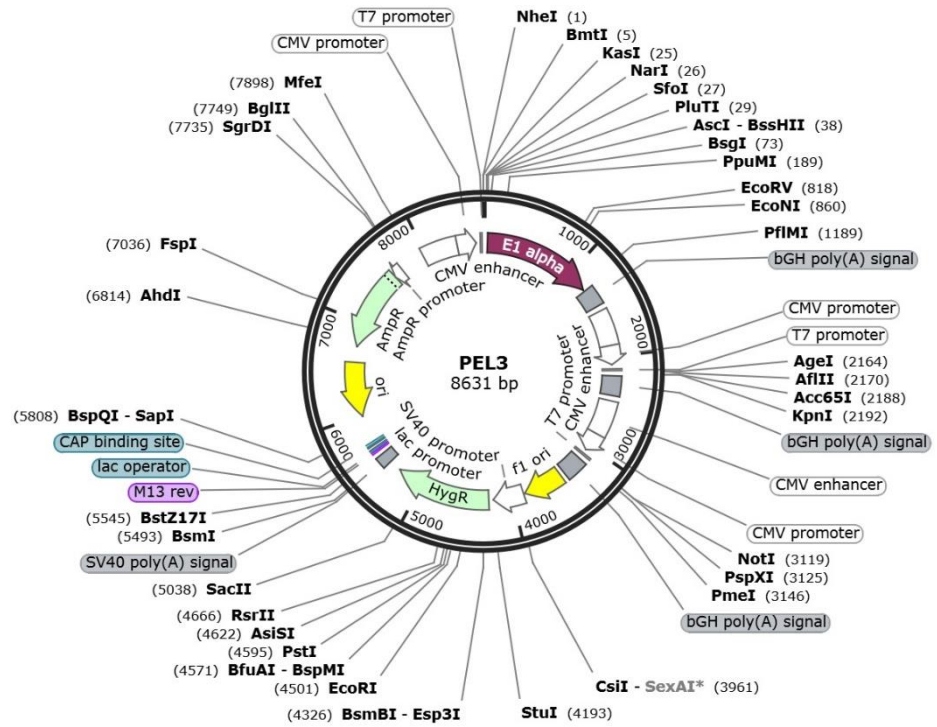 T7 promoter
CMV promoter
NheI (1)
BmtI (5)
KasI (25)
NarI (26)
SfoI (27)
PluTI (29)
AscI - BssHII (38)
BsgI (73)
PpuMI (189)
EcoRV (818)
EcoNI (860)
PflMI (1189)
bGH poly(A) signal
CMV promoter
T7 promoter
AgeI (2164)
AflII (2170)
Acc65I (2188)
KpnI (2192)
bGH poly(A) signal
CMV enhancer
CMV promoter
NotI (3119)
PspXI (3125)
PmeI (3146)
bGH poly(A) signal
CsiI - SexAI* (3961)
StuI (4193)
(4326) BsmBI - Esp3I
(4501) EcoRI
(4571) BfuAI - BspMI
(4595) PstI
(4622) AsiSI
(4666) RsrII
(5038) SacII
SV40 poly(A) signal
(5493) BsmI
(5545) BstZ17I
M13 rev
lac operator
CAP binding site
(5808) BspQI - SapI
(6814) AhdI
(7036) FspI
(7735) SgrDI
(7749) BglII
(7898) MfeI
1000
2000
3000
4000
5000
6000
7000
8000
E1 alpha
CMV enhancer
CMV enhancer
T7 promoter
f1 ori
SV40 promoter
HygR
lac promoter
ori
AmpR
AmpR promoter
PEL3
8631 bp